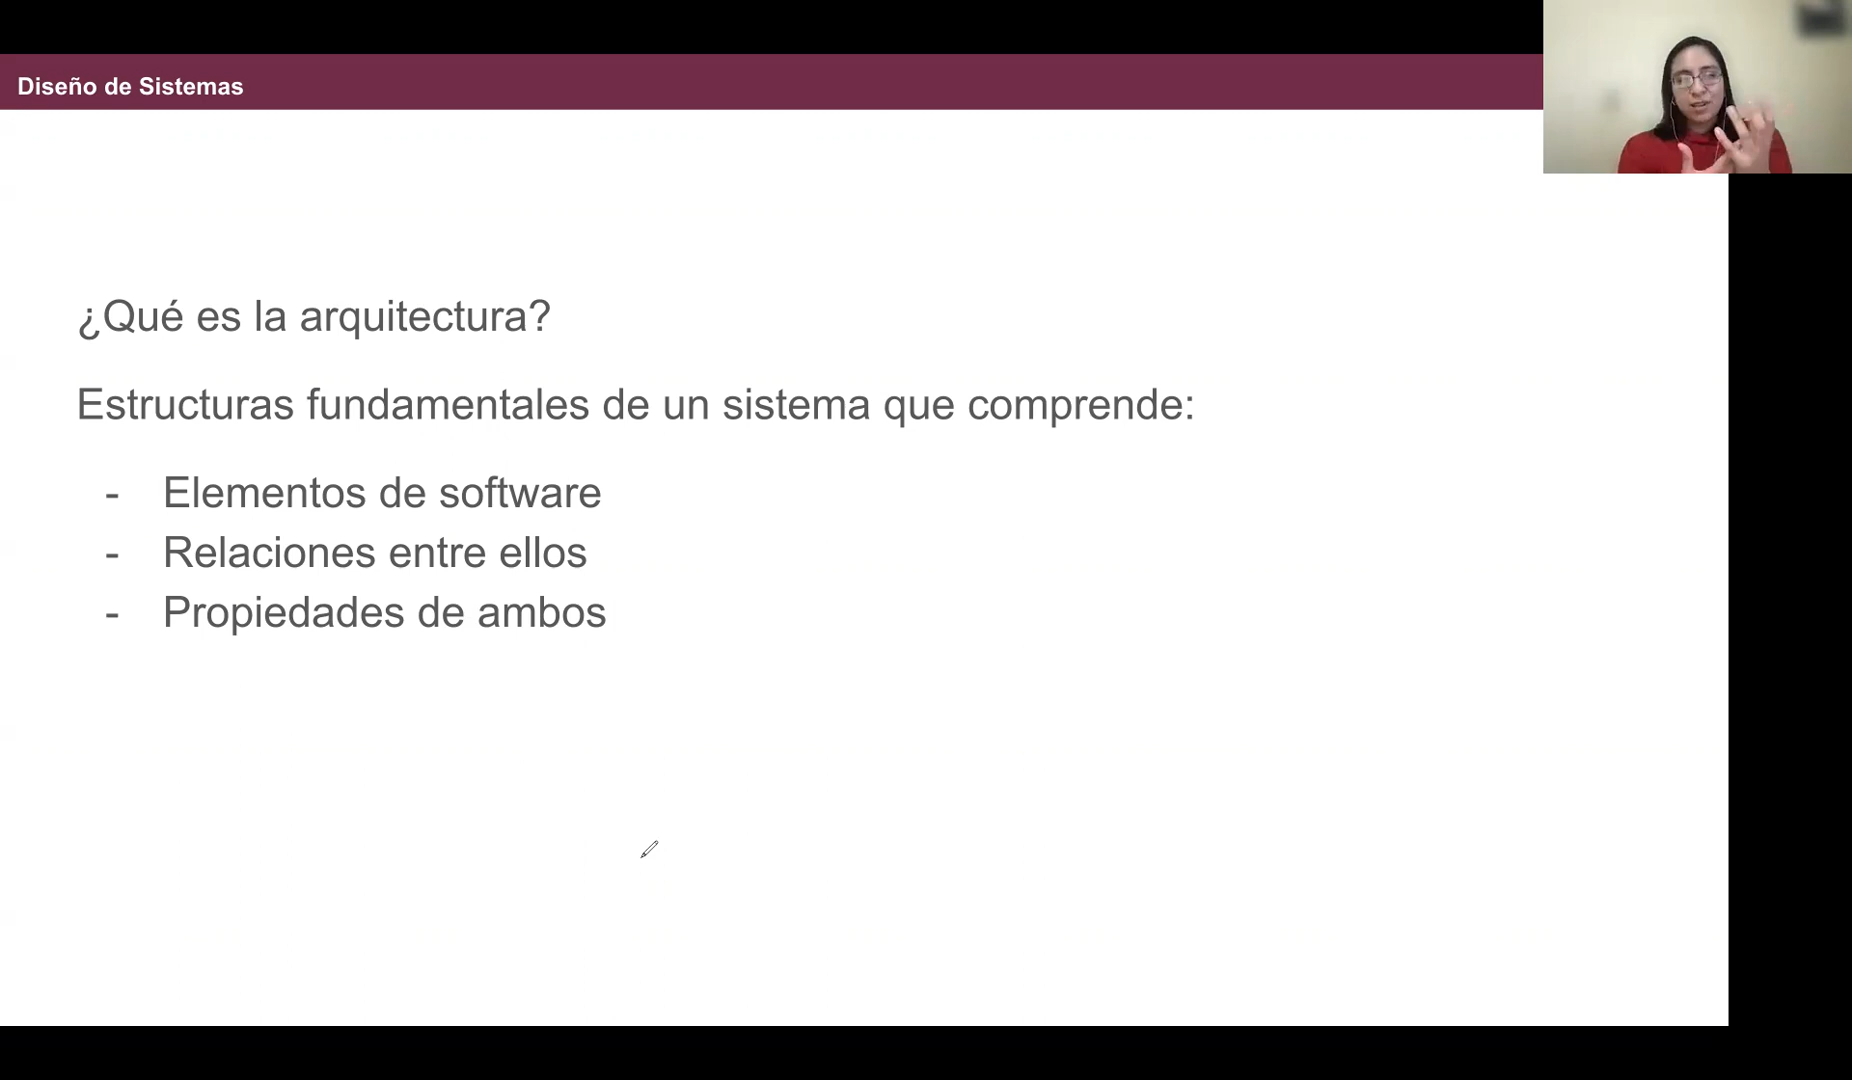 Diseño de Sistemas
¿Qué es la arquitectura?
Estructuras fundamentales de un sistema que comprende:
- Elementos de software
- Relaciones entre ellos
- Propiedades de ambos